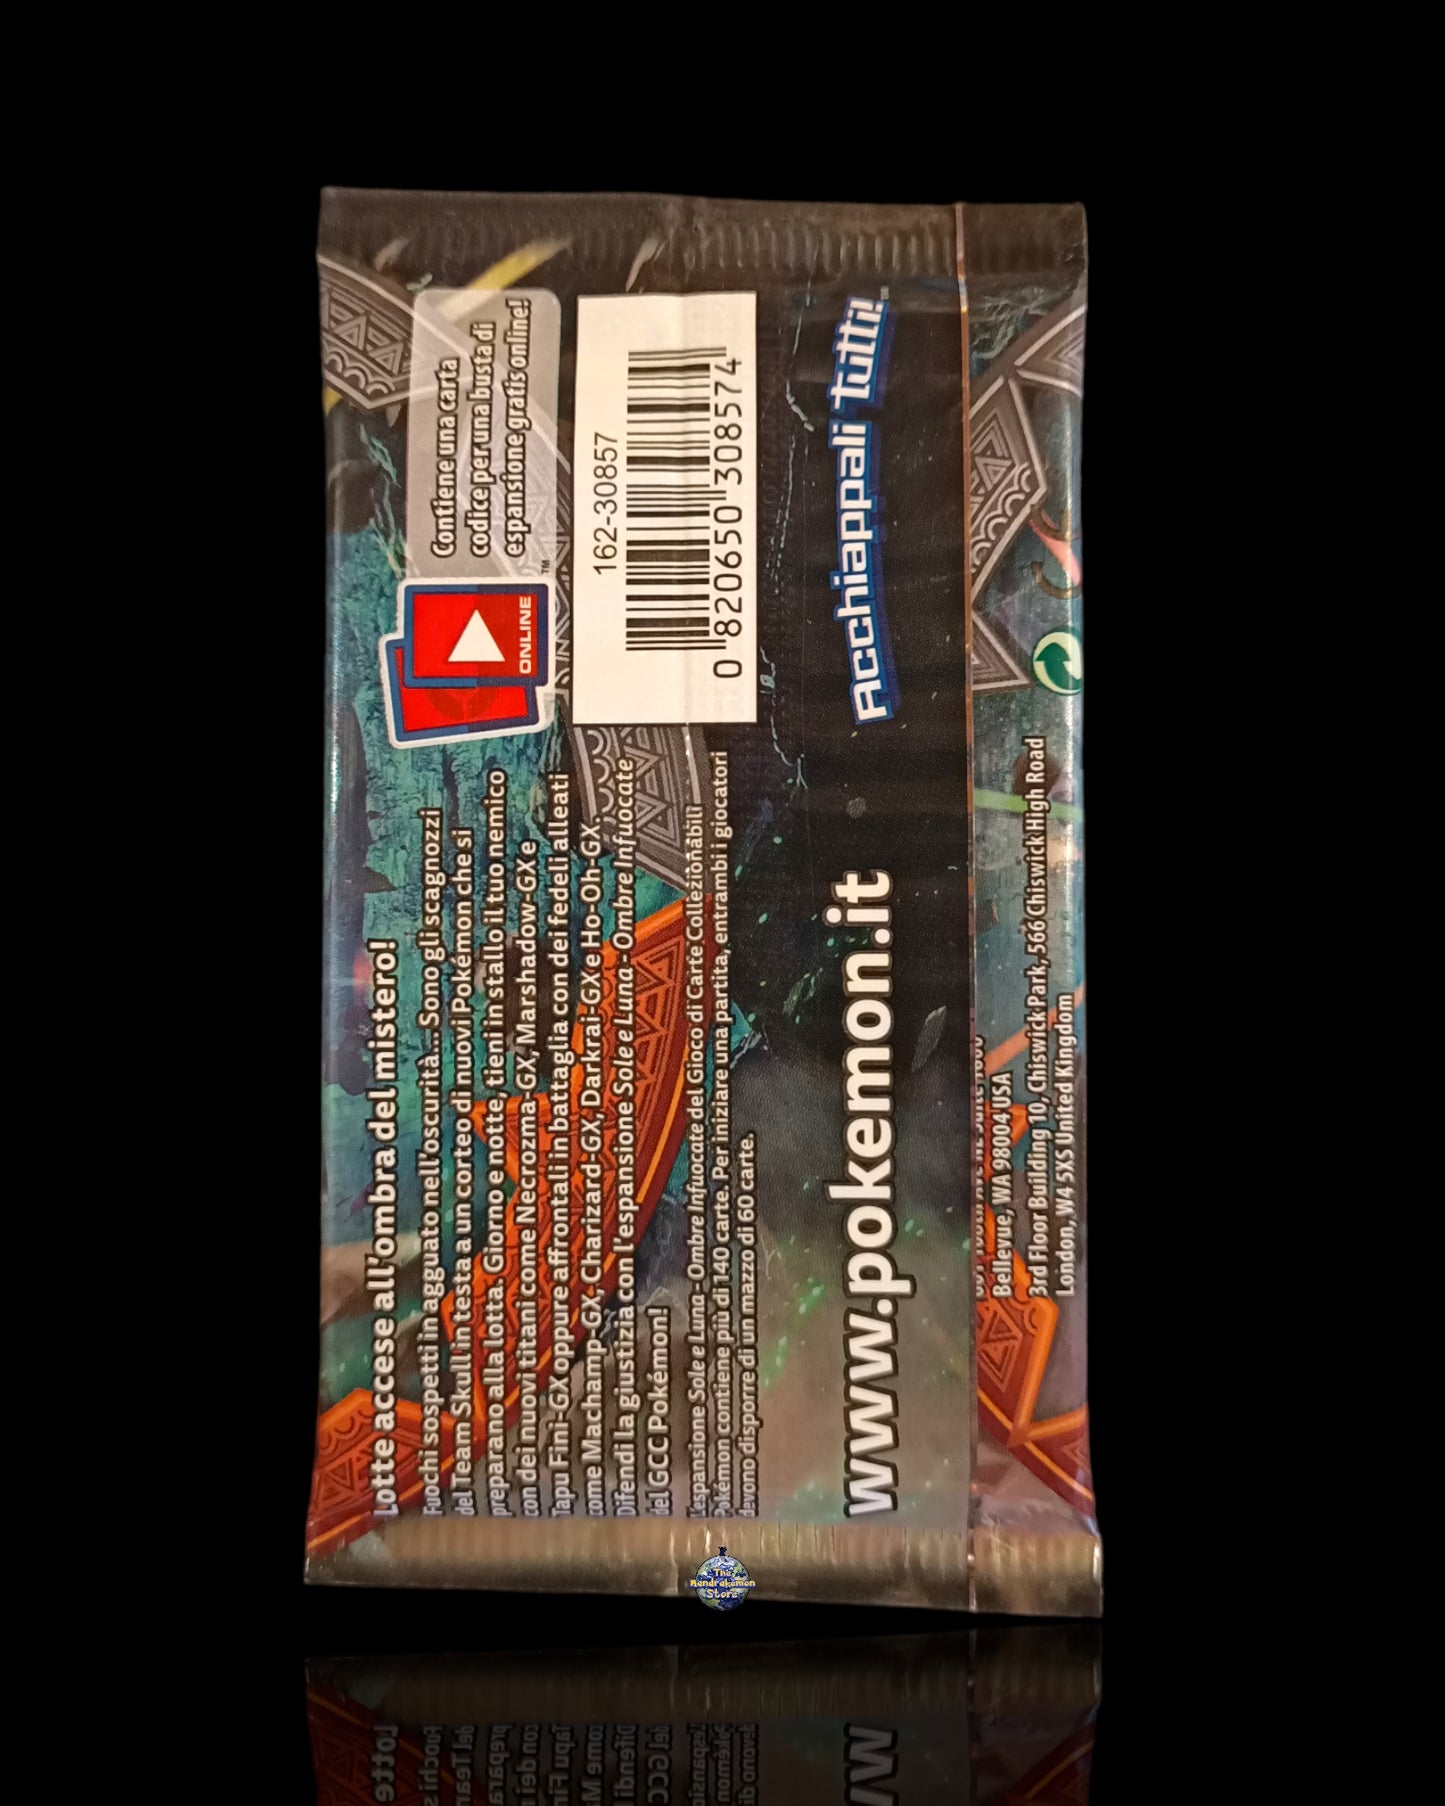 Lotte accese all'ombra del mistero!
Fuochi sospetti in agguato nell'oscurità... Sono gli scagnozzi
del Team Skull in testa a un corteo di nuovi Pokémon che si
preparano alla lotta. Giorno e notte, tieni in stallo il tuo nemico
con dei nuovi titani come Necrozma-GX, Marshadow-GX e
Tapu Fini-GX oppure affrontali in battaglia con dei fedeli alleati
come Machamp-GX, Charizard-GX, Darkrai-GX e Ho-Oh-GX.
Difendi la giustizia con l'espansione Sole e Luna - Ombre Infuocate
del GCC Pokémon!
L'espansione Sole e Luna - Ombre Infuocate del Gioco di Carte Collezionabili
Pokémon contiene più di 140 carte. Per iniziare una partita, entrambi i giocatori
devono disporre di un mazzo di 60 carte.
www.pokemon.it
ONLINE
TM
Contiene una carta
codice per una busta di
espansione gratis online!
162-30857
0 820650 308574
Acchiappali Tutti!
TM
Bellevue, WA 98004 USA
3rd Floor Building 10, Chiswick Park, 566 Chiswick High Road
London, W4 5XS United Kingdom
The
Mandrakemon
Store